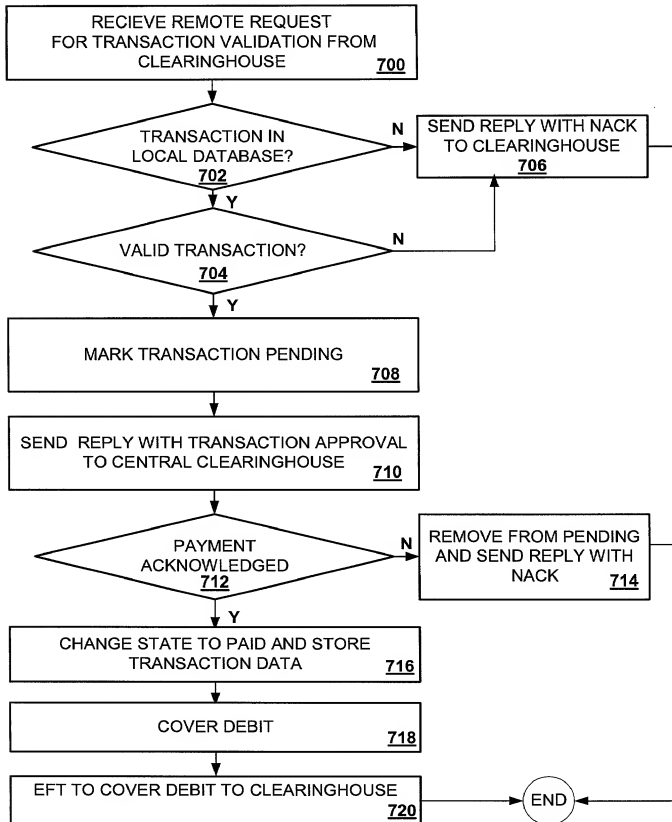 RECIEVE REMOTE REQUEST
FOR TRANSACTION VALIDATION FROM
CLEARINGHOUSE
700
TRANSACTION IN
LOCAL DATABASE?
702
N
SEND REPLY WITH NACK
TO CLEARINGHOUSE
706
Y
VALID TRANSACTION?
704
N
Y
MARK TRANSACTION PENDING
708
SEND REPLY WITH TRANSACTION APPROVAL
TO CENTRAL CLEARINGHOUSE
710
PAYMENT
ACKNOWLEDGED
712
N
REMOVE FROM PENDING
AND SEND REPLY WITH
NACK
714
Y
CHANGE STATE TO PAID AND STORE
TRANSACTION DATA
716
COVER DEBIT
718
EFT TO COVER DEBIT TO CLEARINGHOUSE
720
END